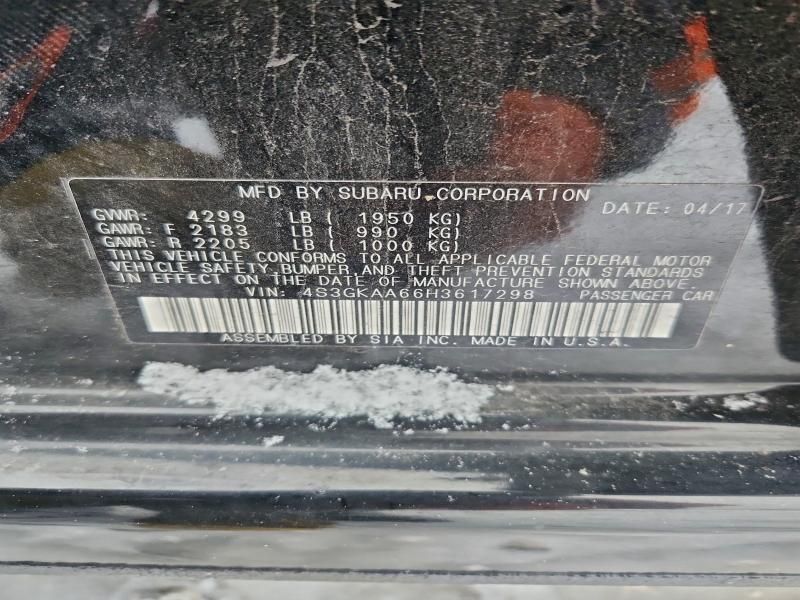 MFD BY SUBARU CORPORATION
DATE: 04/17
GVWR: 4299 LB ( 1950 KG)
GAWR: F 2183 LB ( 990 KG)
GAWR: R 2205 LB ( 1000 KG)
THIS VEHICLE CONFORMS TO ALL APPLICABLE FEDERAL MOTOR
VEHICLE SAFETY, BUMPER, AND THEFT PREVENTION STANDARDS
IN EFFECT ON THE DATE OF MANUFACTURE SHOWN ABOVE.
VIN: 4S3GKAA66H3617298 PASSENGER CAR
ASSEMBLED BY SIA INC. MADE IN U.S.A.